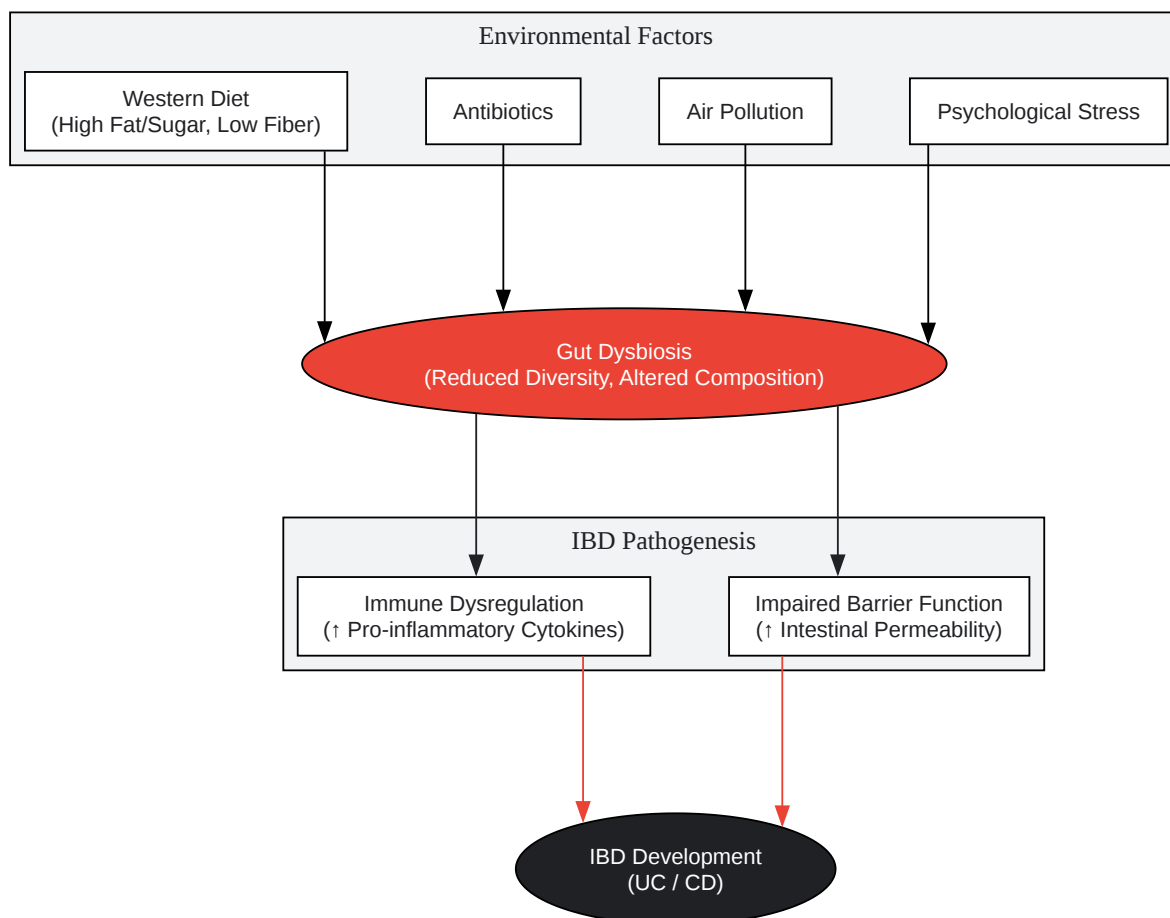 Environmental Factors
Western Diet
(High Fat/Sugar, Low Fiber)
Antibiotics
Air Pollution
Psychological Stress
Gut Dysbiosis
(Reduced Diversity, Altered Composition)
IBD Pathogenesis
Immune Dysregulation
(↑ Pro-inflammatory Cytokines)
Impaired Barrier Function
(↑ Intestinal Permeability)
IBD Development
(UC / CD)